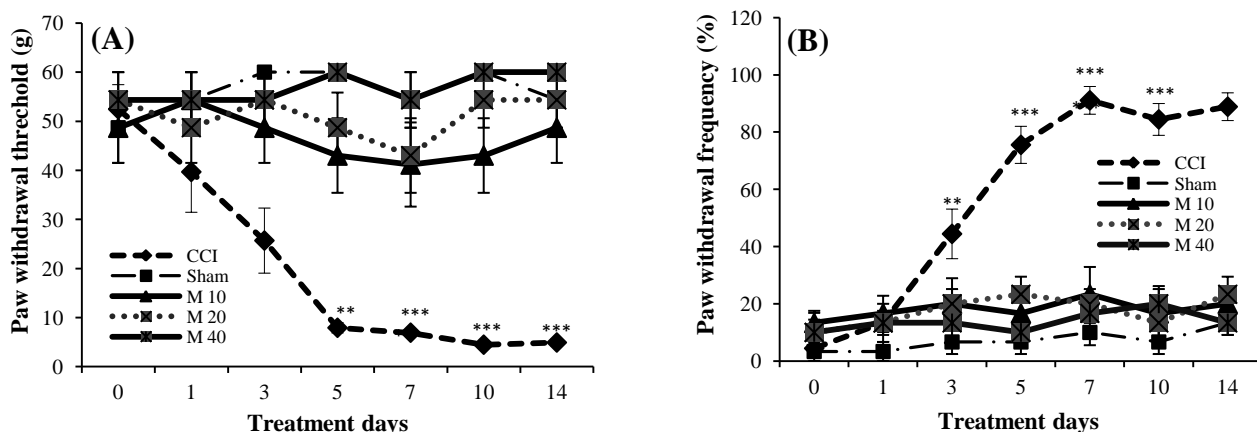 (A)
Paw withdrawal threchold (g)
70
60
50
40
30
20
10
0
CCI
Sham
M 10
M 20
M 40
**
***
***
***
0 1 3 5 7 10 14
Treatment days
(B)
Paw withdrawal frequency (%)
120
100
80
60
40
20
0
**
***
***
***
CCI
Sham
M 10
M 20
M 40
0 1 3 5 7 10 14
Treatment days